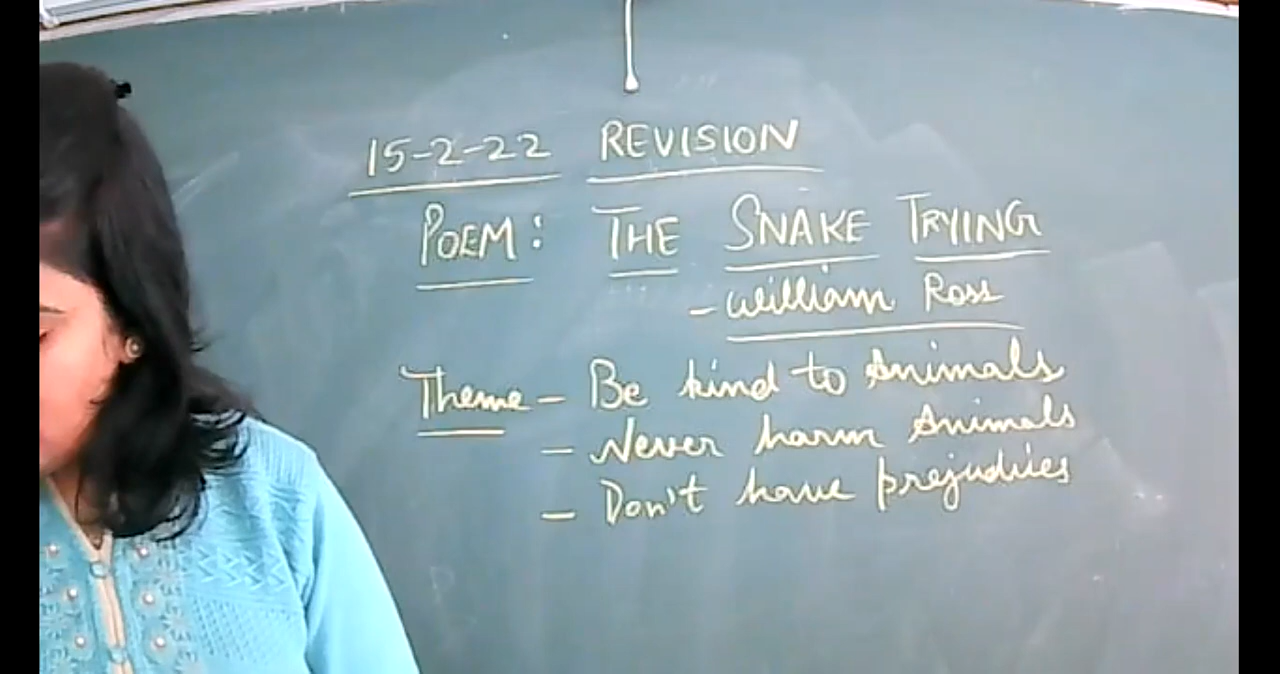 15-2-22 REVISION
POEM: THE SNAKE TRYING
- William Ross
Theme - Be kind to Animals
- Never harm Animals
- Don't have prejudices